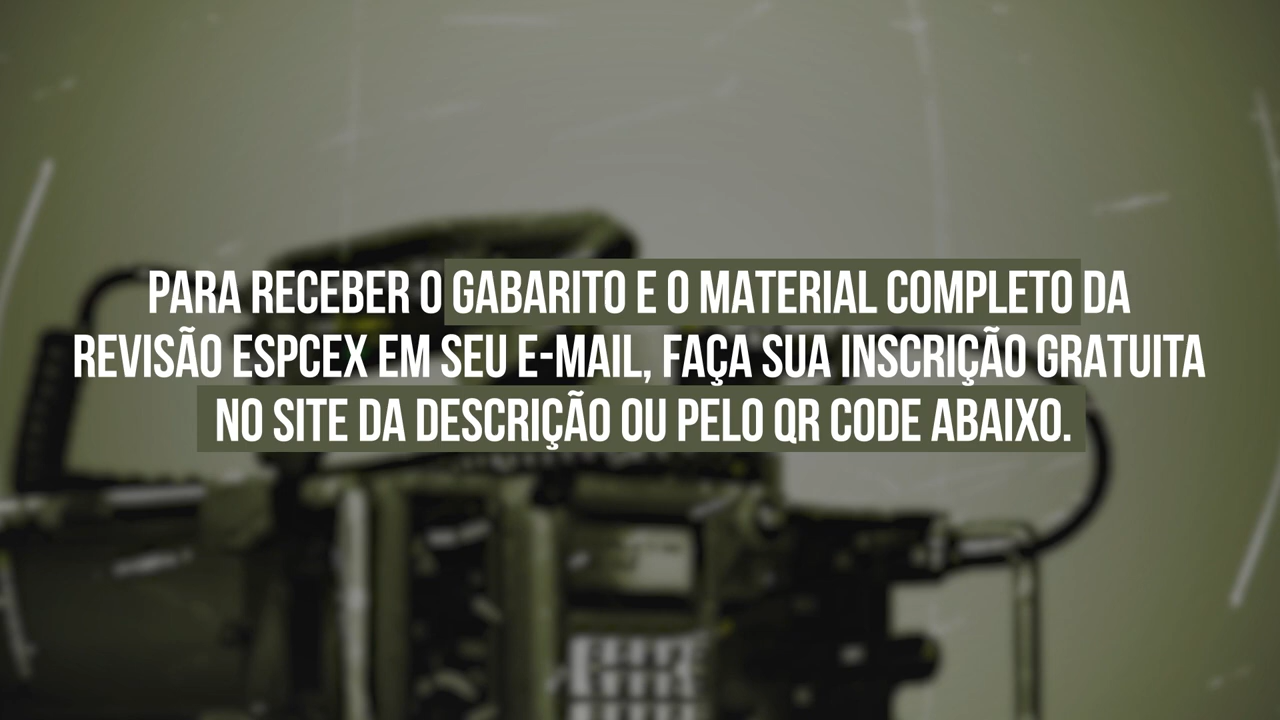 PARA RECEBER O GABARITO E O MATERIAL COMPLETO DA
REVISÃO ESPCEX EM SEU E-MAIL, FAÇA SUA INSCRIÇÃO GRATUITA
NO SITE DA DESCRIÇÃO OU PELO QR CODE ABAIXO.